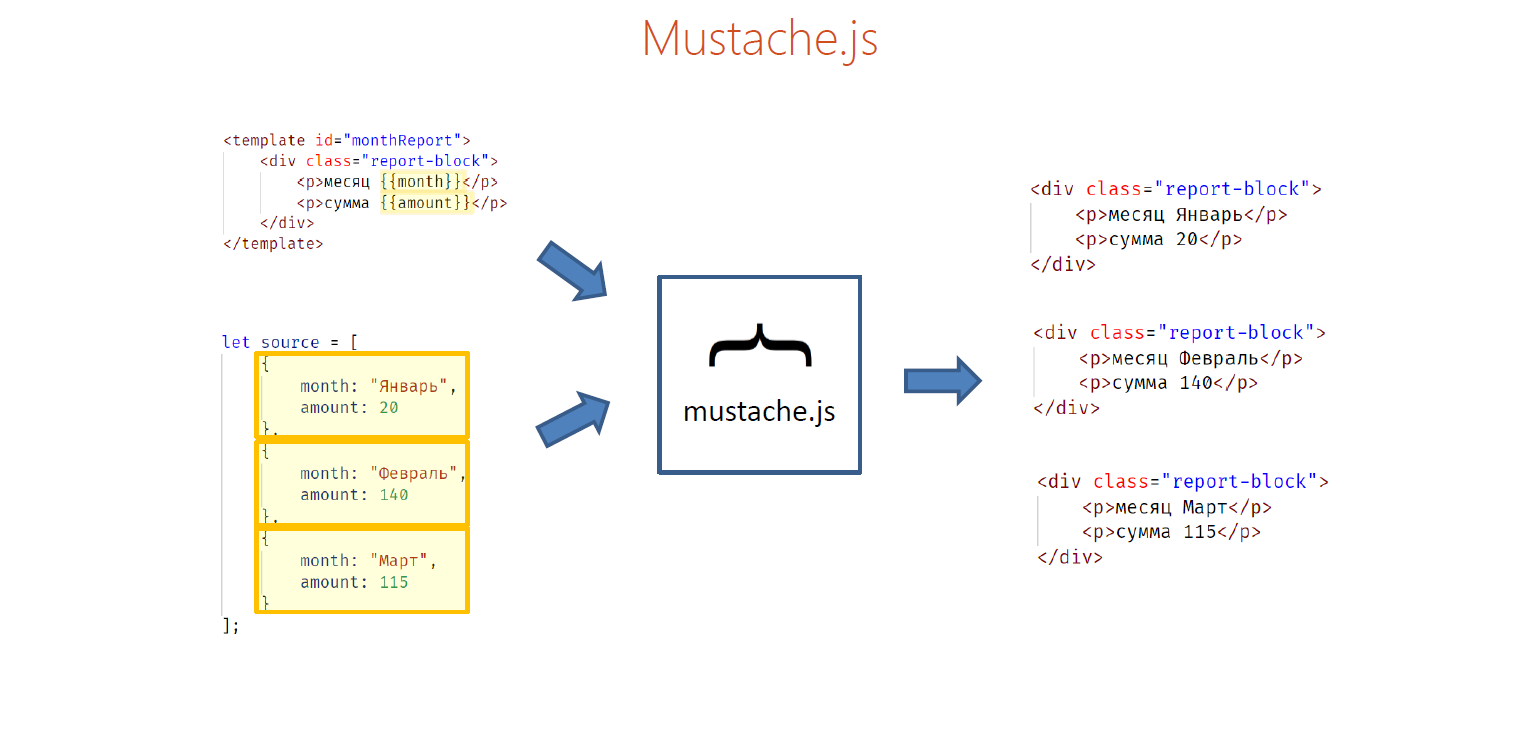 Mustache.js
<template id="monthReport">
<div class="report-block">
<p>месяц {{month}}</p>
<p>сумма {{amount}}</p>
</div>
</template>
let source = [
{
month: "Январь",
amount: 20
},
{
month: "Февраль",
amount: 140
},
{
month: "Март",
amount: 115
}
];
{
mustache.js
<div class="report-block">
<p>месяц Январь</p>
<p>сумма 20</p>
</div>
<div class="report-block">
<p>месяц Февраль</p>
<p>сумма 140</p>
</div>
<div class="report-block">
<p>месяц Март</p>
<p>сумма 115</p>
</div>